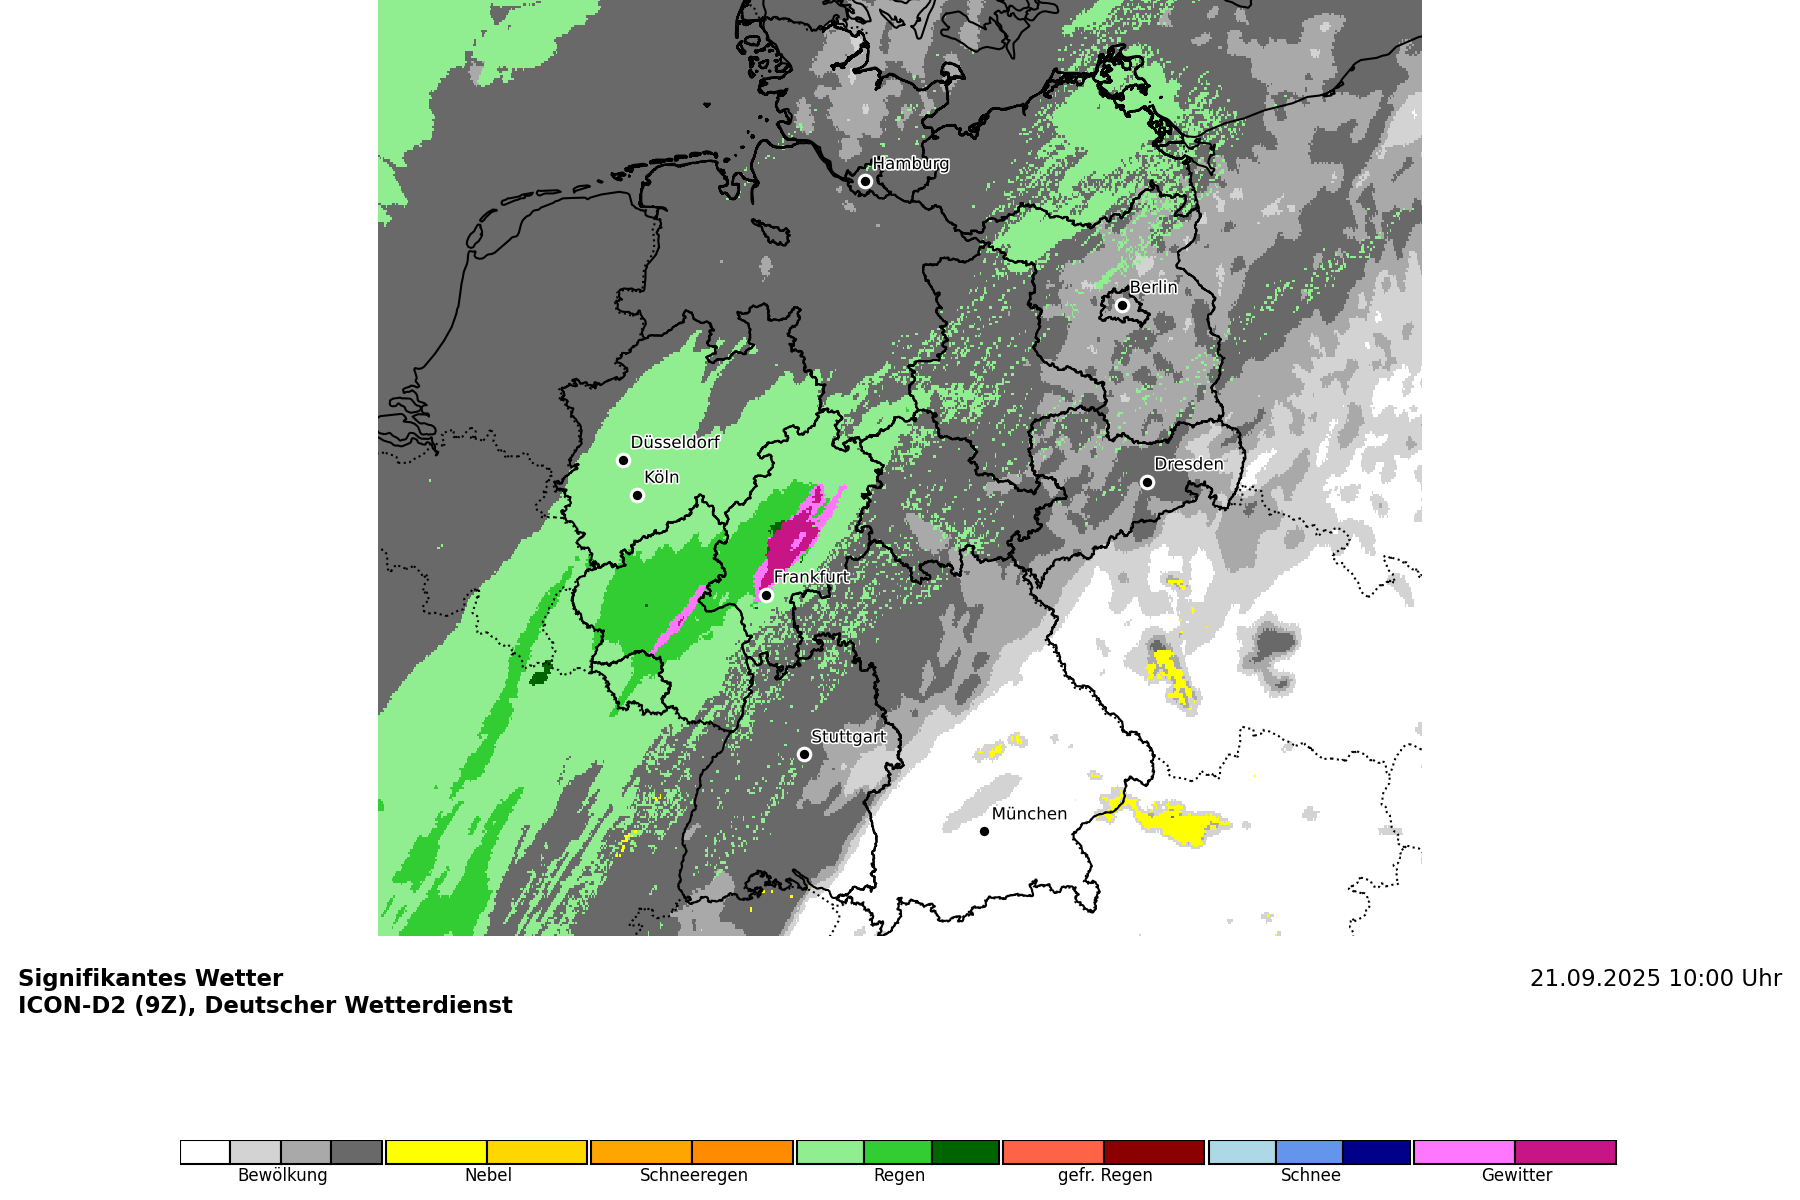 Hamburg
Berlin
Düsseldorf
Köln
Dresden
Frankfurt
Stuttgart
München
Signifikantes Wetter
21.09.2025 10:00 Uhr
ICON-D2 (9Z), Deutscher Wetterdienst
Bewölkung Nebel Schneeregen Regen gefr. Regen Schnee Gewitter